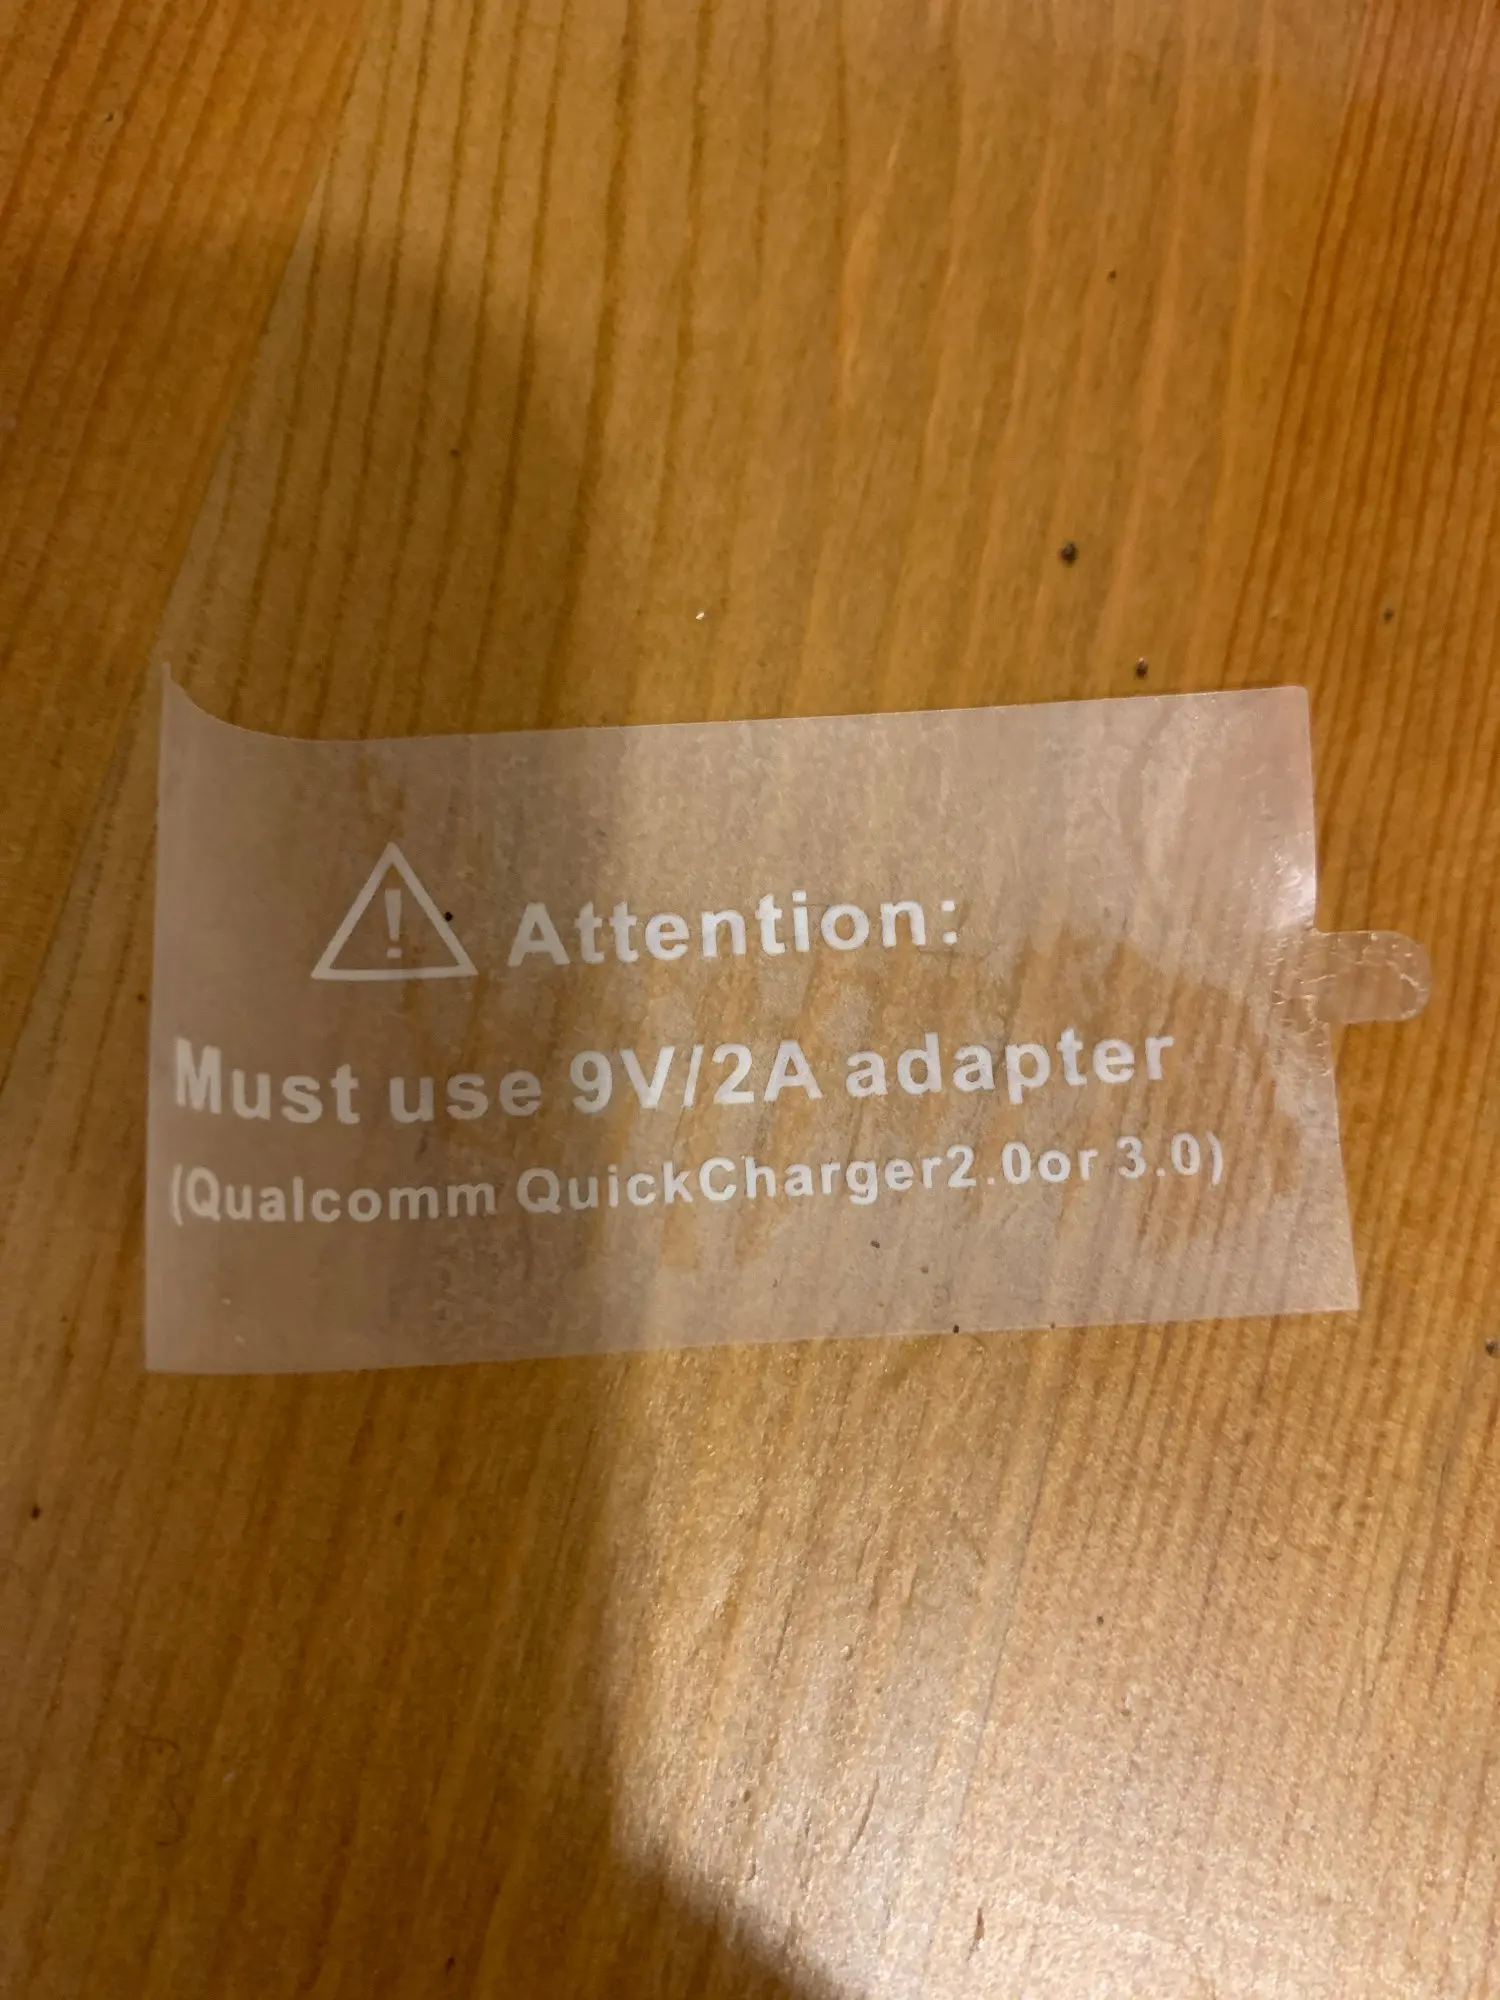 Attention:
Must use 9V/2A adapter
(Qualcomm QuickCharger2.0or 3.0)